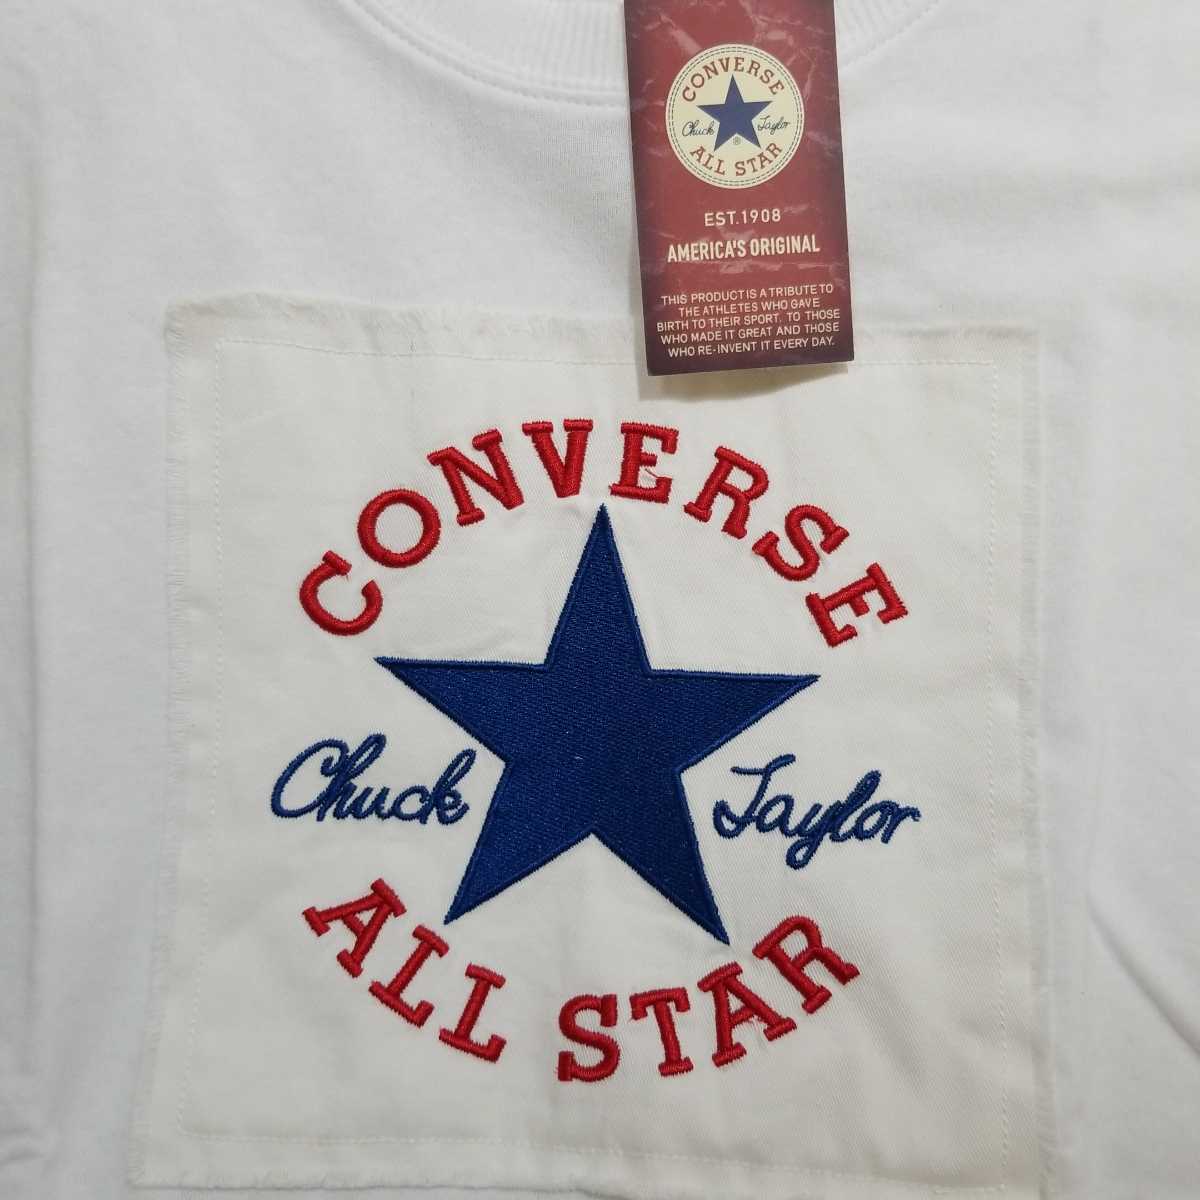 CONVERSE
Chuck Taylor
®
ALL STAR
EST.1908
AMERICA'S ORIGINAL
THIS PRODUCT IS A TRIBUTE TO
THE ATHLETES WHO GAVE
BIRTH TO THEIR SPORT. TO THOSE
WHO MADE IT GREAT AND THOSE
WHO RE-INVENT IT EVERY DAY.
CONVERSE
Chuck Taylor
ALL STAR